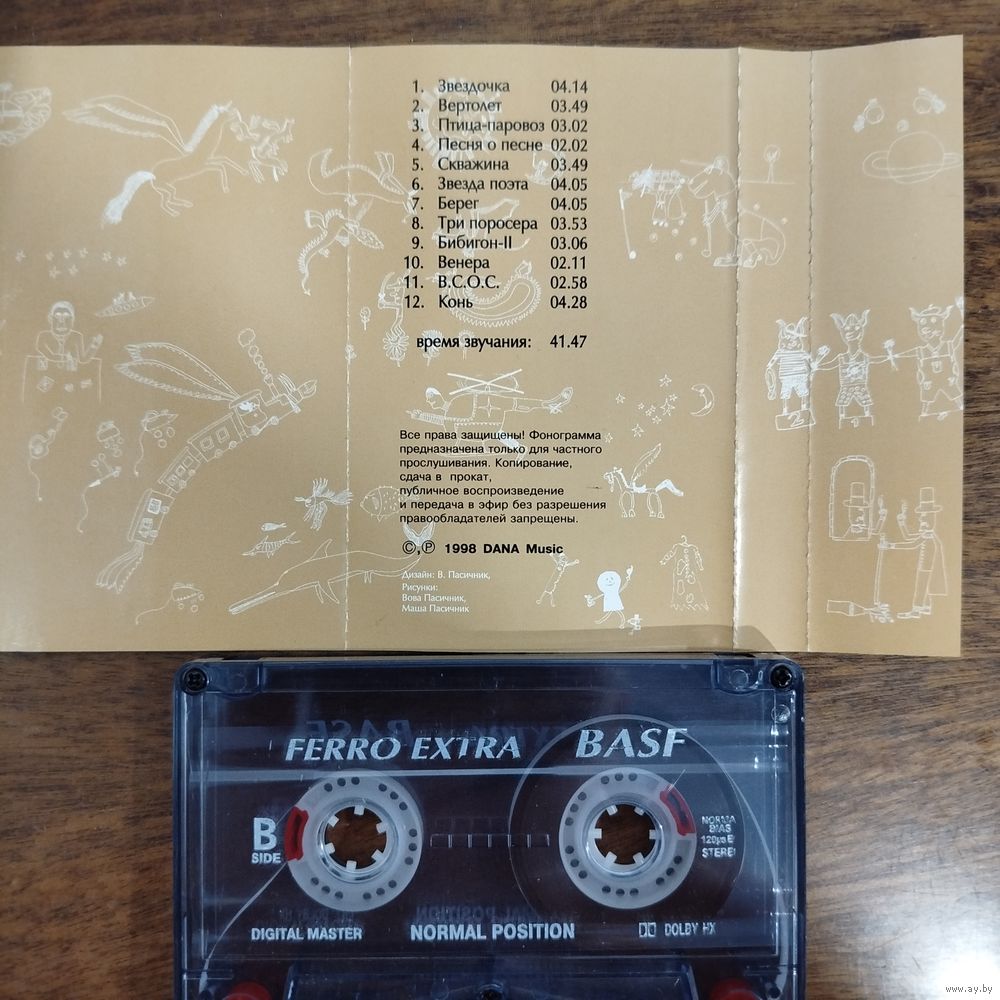 1. Звездочка 04.14
2. Вертолет 03.49
3. Птица-паровоз 03.02
4. Песня о песне 02.02
5. Скважина 03.49
6. Звезда поэта 04.05
7. Берег 04.05
8. Три поросера 03.53
9. Бибигон-II 03.06
10. Венера 02.11
11. В.С.О.С. 02.58
12. Конь 04.28
время звучания: 41.47
Все права защищены! Фонограмма
предназначена только для частного
прослушивания. Копирование,
сдача в прокат,
публичное воспроизведение
и передача в эфир без разрешения
правообладателей запрещены.
©,℗ 1998 DANA Music
Дизайн: В. Пасичник,
Рисунки:
Вова Пасичник,
Маша Пасичник
2
FERRO EXTRA BASF
B
SIDE
NORMA
BIAS
120µs E
STERE
DIGITAL MASTER NORMAL POSITION DOLBY HX
www.ay.by